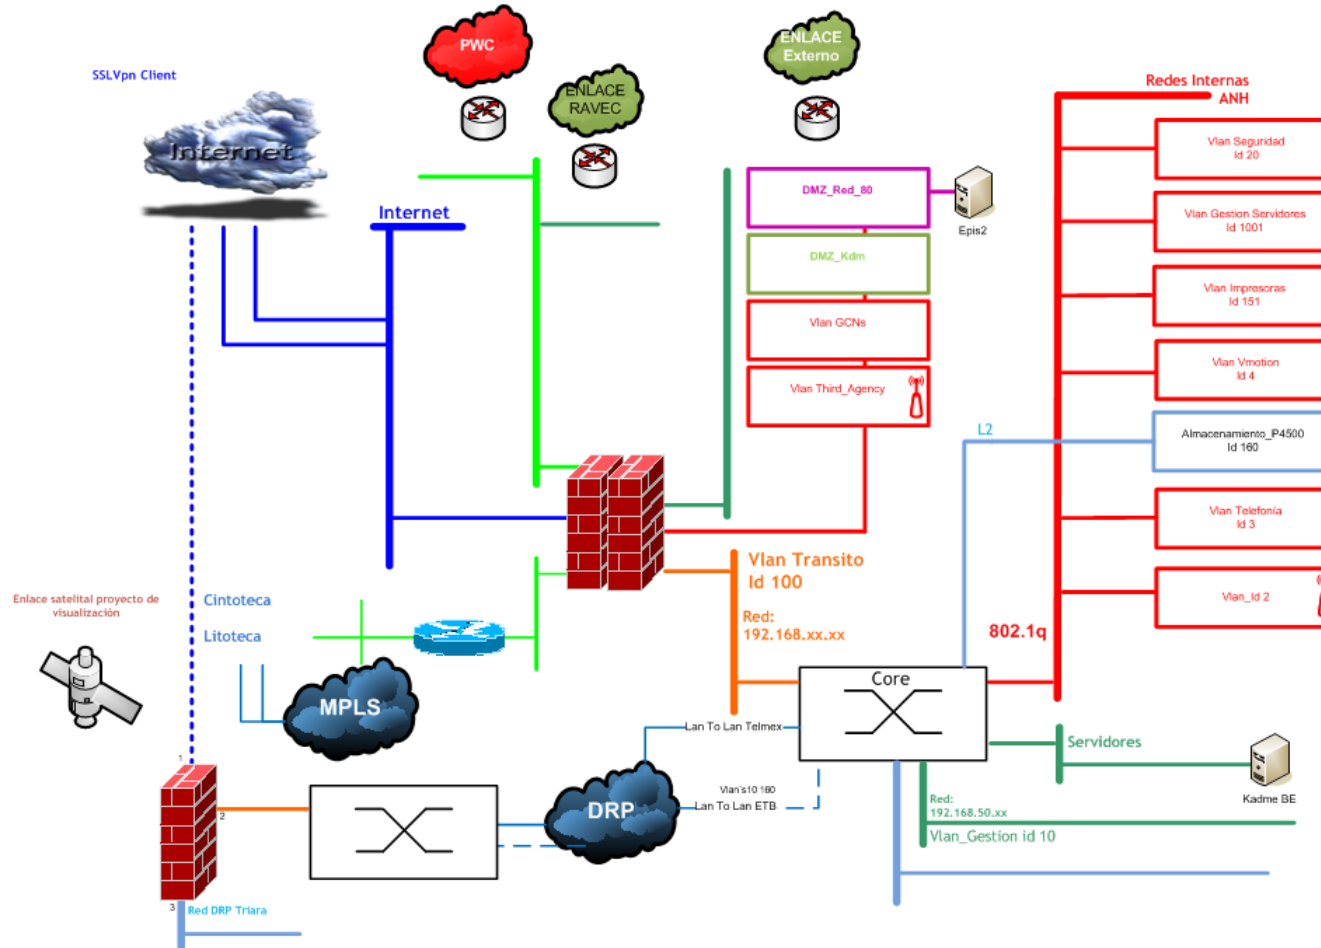 PWC
ENLACE
Externo
SSLVpn Client
ENLACE
RAVEC
Redes Internas
ANH
Internet
Vlan Seguridad
Id 20
DMZ_Red_80
Internet
Epis2
Vlan Gestion Servidores
Id 1001
DMZ_Kdm
Vlan Impresoras
Id 151
Vlan GCNs
Vlan Vmotion
Id 4
Vlan Third_Agency
L2
Almacenamiento_P4500
Id 160
Vlan Telefonía
Id 3
Vlan Transito
Id 100
Red:
192.168.xx.xx
Enlace satelital proyecto de
visualización
Cintoteca
Litoteca
Vlan_Id 2
802.1q
Core
MPLS
Lan To Lan Telmex
Servidores
1
Vlan´s10 160
Lan To Lan ETB
DRP
2
Kadme BE
Red:
192.168.50.xx
Vlan_Gestion id 10
3
Red DRP Triara